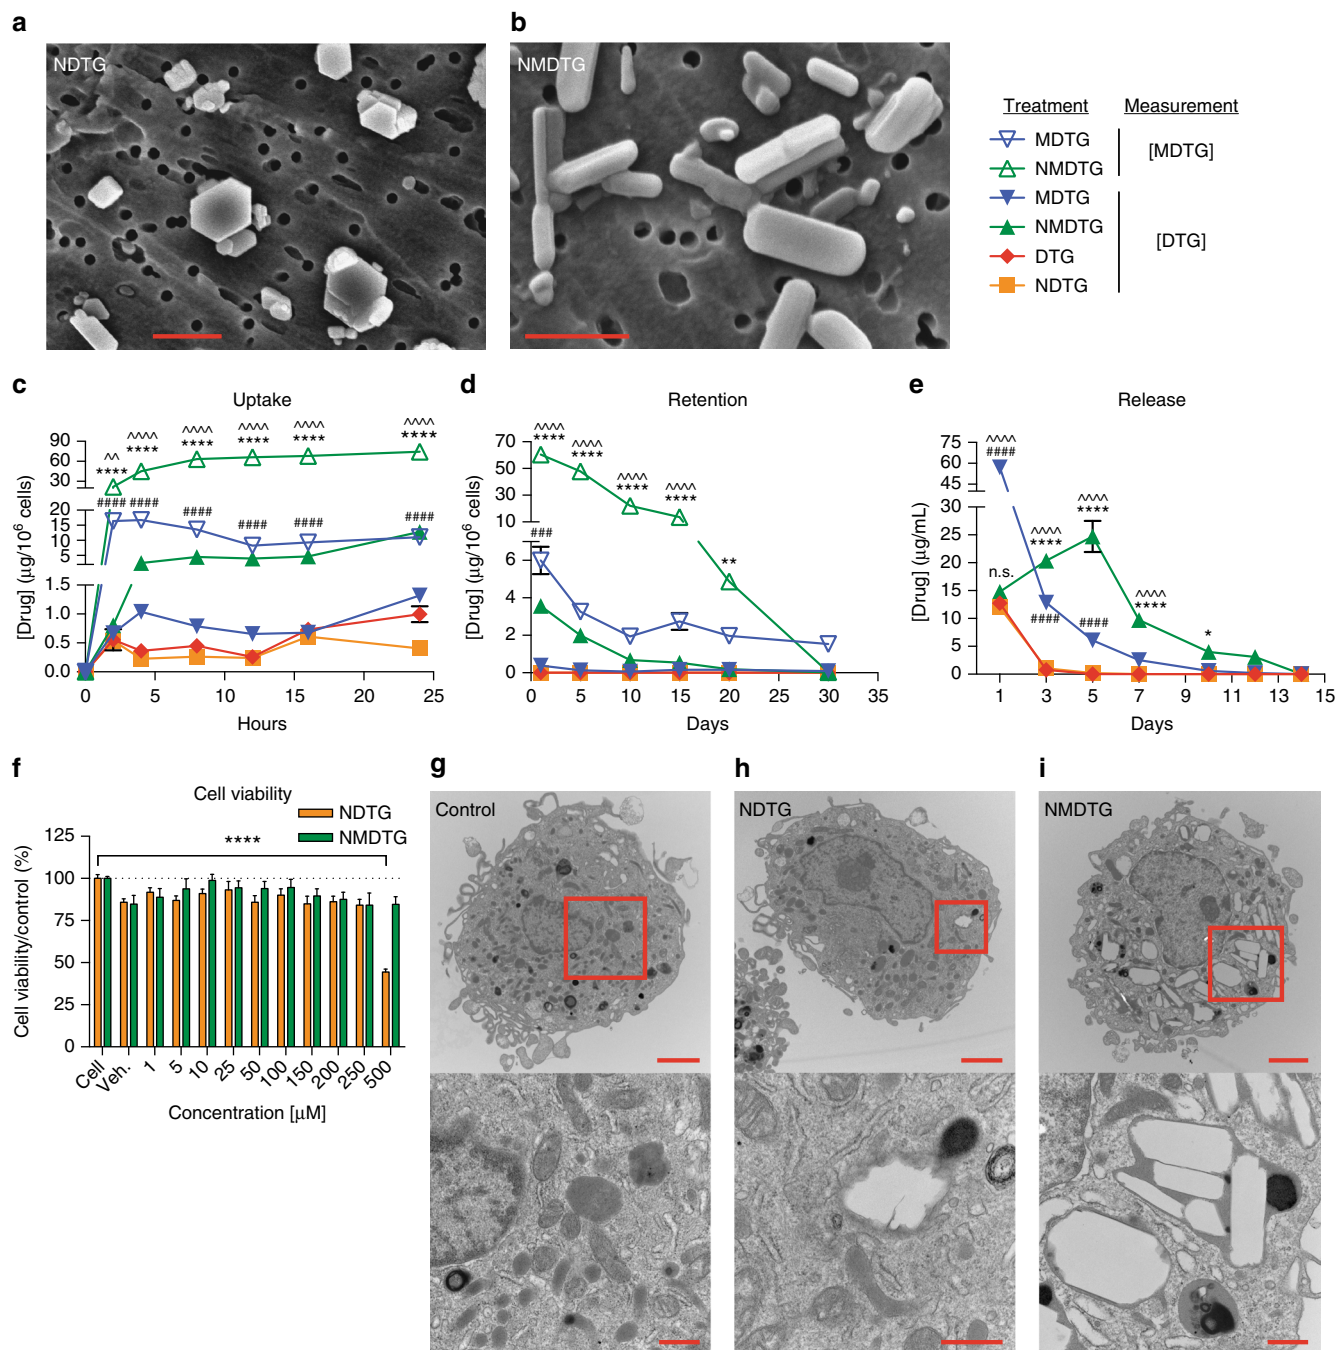 a
b
NDTG
NMDTG
Treatment Measurement
MDTG
NMDTG
[MDTG]
MDTG
NMDTG
DTG
NDTG
[DTG]
c
Uptake
[Drug] (μg/10⁶ cells)
90
60
30
20
15
10
5
1.5
1.0
0.5
0.0
^^
****
####
^^^^
****
####
^^^^
****
####
^^^^
****
####
^^^^
****
####
^^^^
****
####
0 5 10 15 20 25
Hours
d
Retention
[Drug] (μg/10⁶ cells)
70
50
30
10
6
4
2
0
^^^^
****
###
^^^^
****
^^^^
****
^^^^
****
**
0 5 10 15 20 25 30 35
Days
e
Release
[Drug] (μg/mL)
75
60
45
30
25
20
15
10
5
0
^^^^
####
n.s.
^^^^
****
####
^^^^
****
####
^^^^
****
*
1 3 5 7 9 11 13 15
Days
f
Cell viability
NDTG
NMDTG
****
Cell viability/control (%)
125
100
75
50
25
0
Cell Veh. 1 5 10 25 50 100 150 200 250 500
Concentration [μM]
g
Control
h
NDTG
i
NMDTG